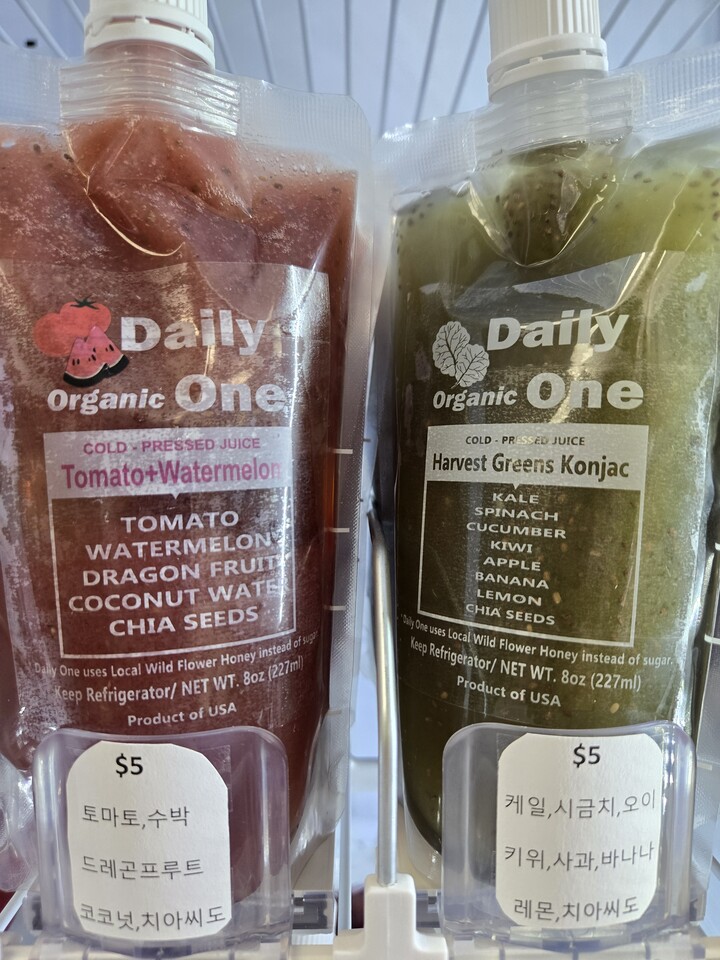 Daily
Organic One
COLD - PRESSED JUICE
Tomato+Watermelon
TOMATO
WATERMELON
DRAGON FRUIT
COCONUT WATE
CHIA SEEDS
Daily One uses Local Wild Flower Honey instead of sugar.
Keep Refrigerator/ NET WT. 8oz (227ml)
Product of USA
$5
토마토,수박
드레곤프루트
코코넛,치아씨도
Daily
Organic One
COLD - PRESSED JUICE
Harvest Greens Konjac
KALE
SPINACH
CUCUMBER
KIWI
APPLE
BANANA
LEMON
CHIA SEEDS
Daily One uses Local Wild Flower Honey instead of sugar.
Keep Refrigerator/ NET WT. 8oz (227ml)
Product of USA
$5
케일,시금치,오이
키위,사과,바나나
레몬,치아씨도